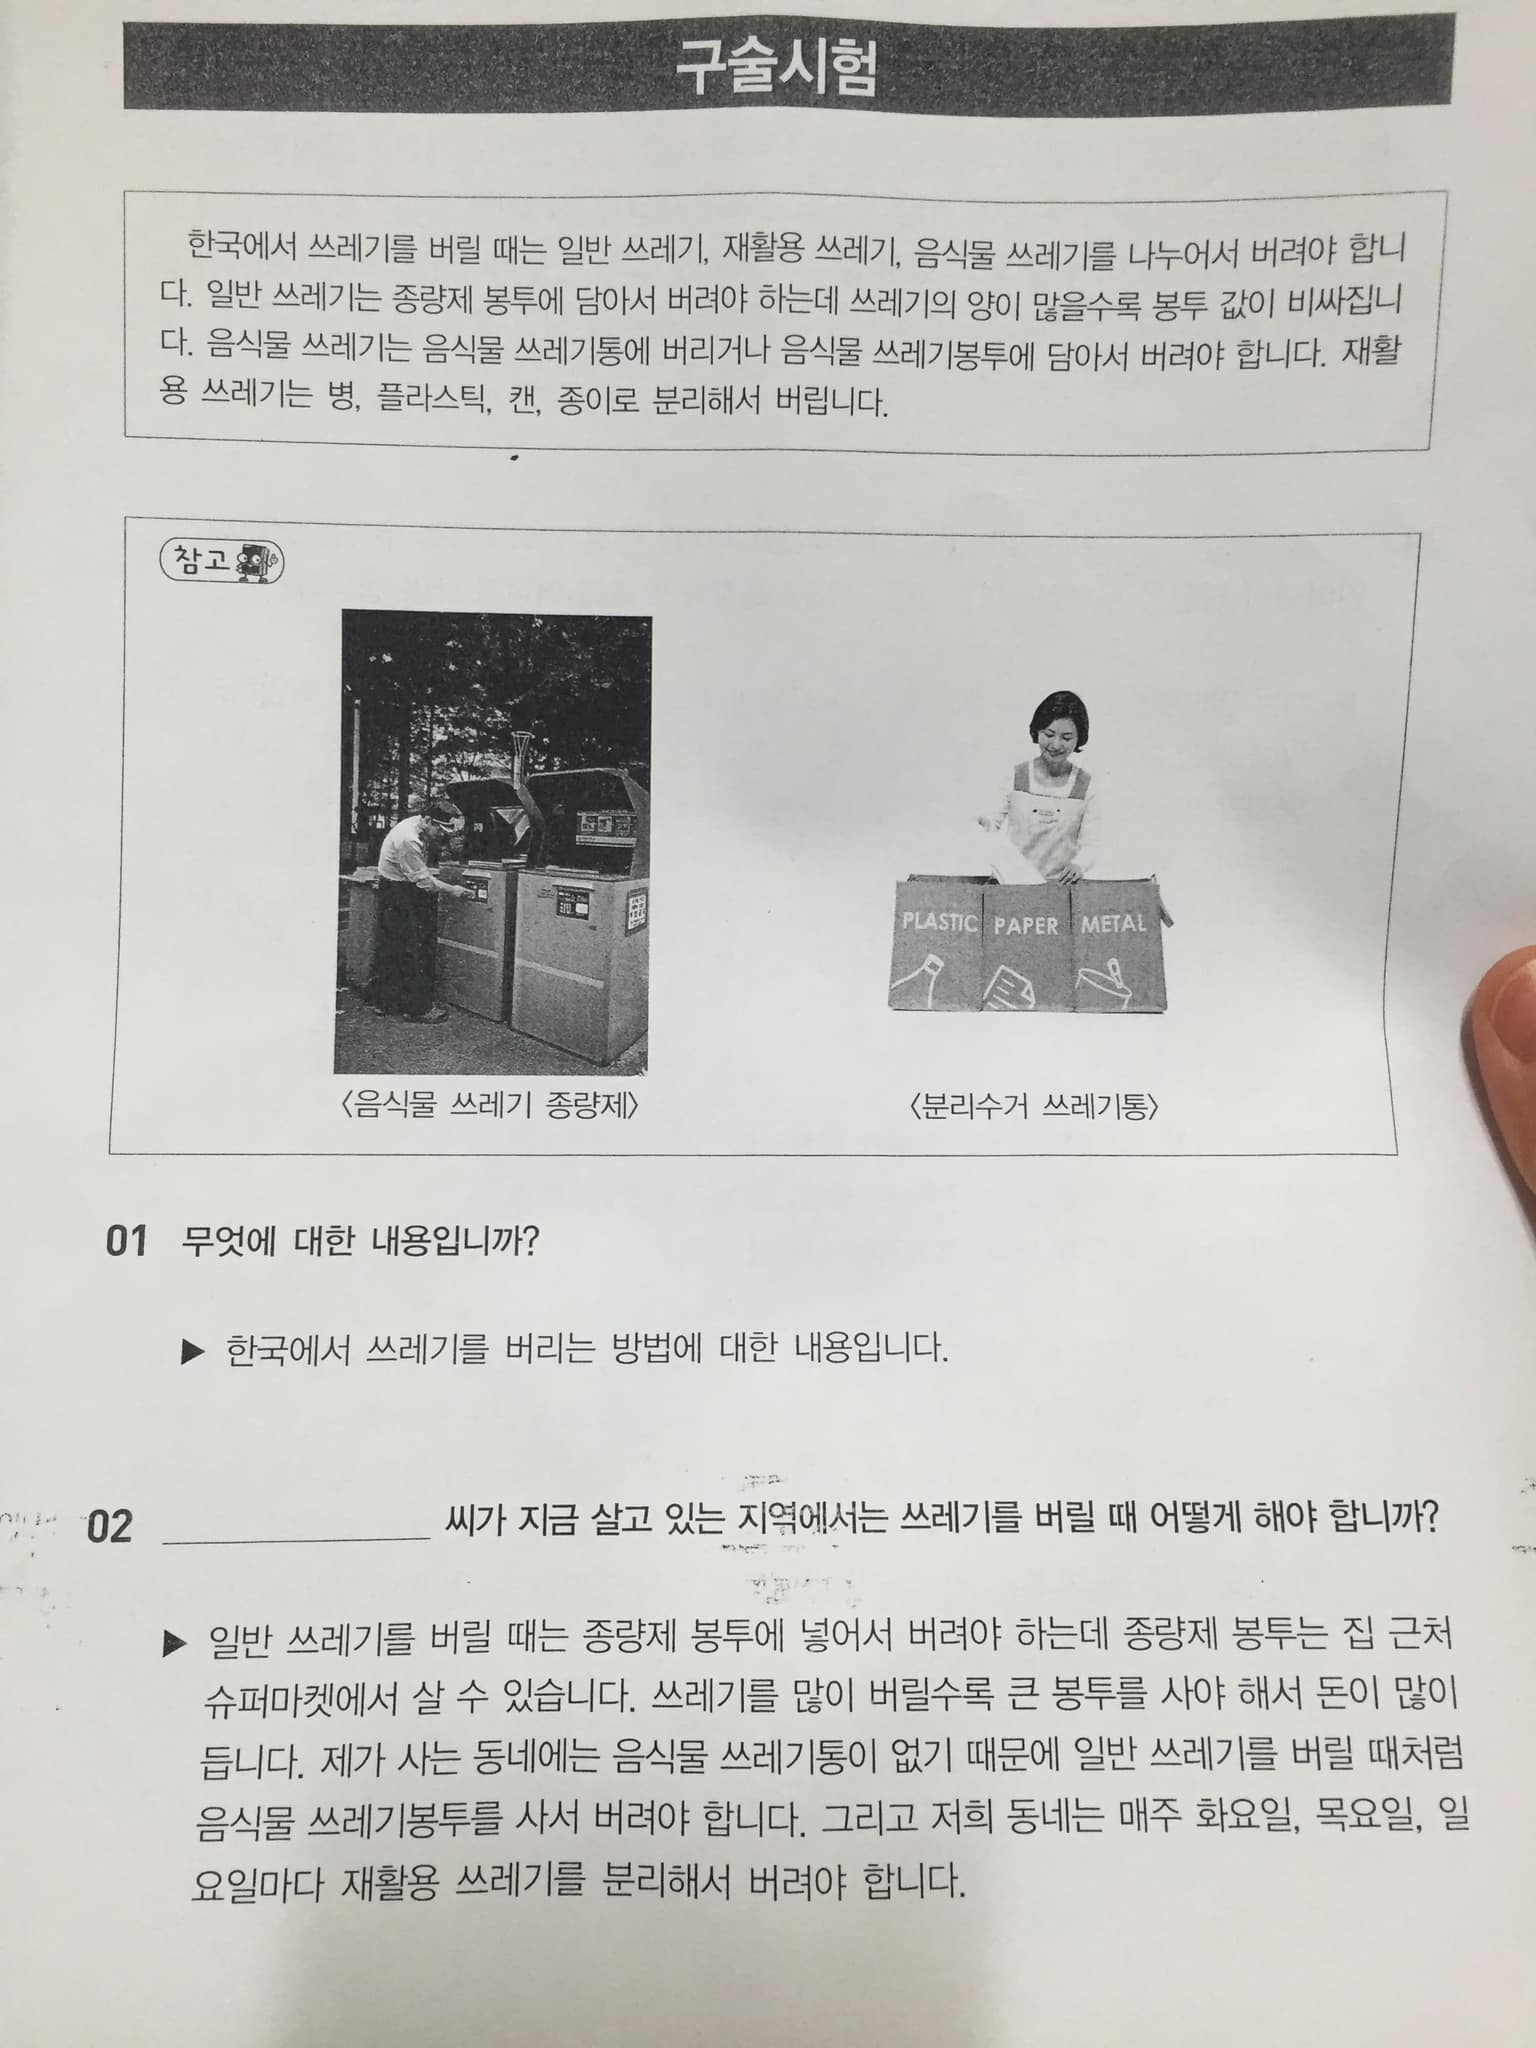 구술시험
한국에서 쓰레기를 버릴 때는 일반 쓰레기, 재활용 쓰레기, 음식물 쓰레기를 나누어서 버려야 합니
다. 일반 쓰레기는 종량제 봉투에 담아서 버려야 하는데 쓰레기의 양이 많을수록 봉투 값이 비싸집니
다. 음식물 쓰레기는 음식물 쓰레기통에 버리거나 음식물 쓰레기봉투에 담아서 버려야 합니다. 재활
용 쓰레기는 병, 플라스틱, 캔, 종이로 분리해서 버립니다.
참고
PLASTIC PAPER METAL
〈음식물 쓰레기 종량제〉
〈분리수거 쓰레기통〉
01 무엇에 대한 내용입니까?
▶ 한국에서 쓰레기를 버리는 방법에 대한 내용입니다.
02 ____________ 씨가 지금 살고 있는 지역에서는 쓰레기를 버릴 때 어떻게 해야 합니까?
▶ 일반 쓰레기를 버릴 때는 종량제 봉투에 넣어서 버려야 하는데 종량제 봉투는 집 근처
슈퍼마켓에서 살 수 있습니다. 쓰레기를 많이 버릴수록 큰 봉투를 사야 해서 돈이 많이
듭니다. 제가 사는 동네에는 음식물 쓰레기통이 없기 때문에 일반 쓰레기를 버릴 때처럼
음식물 쓰레기봉투를 사서 버려야 합니다. 그리고 저희 동네는 매주 화요일, 목요일, 일
요일마다 재활용 쓰레기를 분리해서 버려야 합니다.